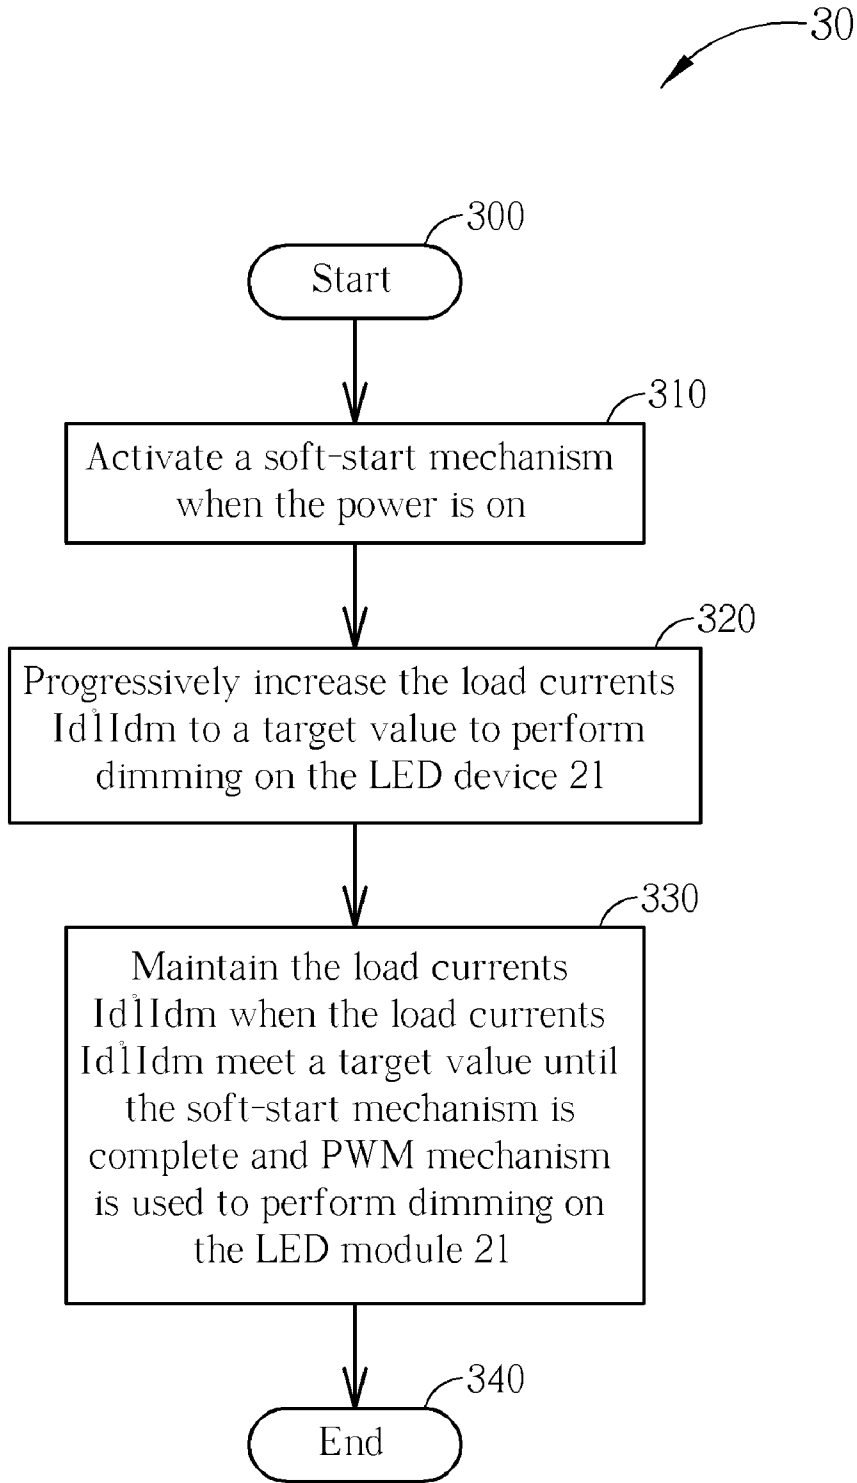 30
300
Start
310
Activate a soft-start mechanism
when the power is on
320
Progressively increase the load currents
Id1Idm to a target value to perform
dimming on the LED device 21
330
Maintain the load currents
Id1Idm when the load currents
Id1Idm meet a target value until
the soft-start mechanism is
complete and PWM mechanism
is used to perform dimming on
the LED module 21
340
End